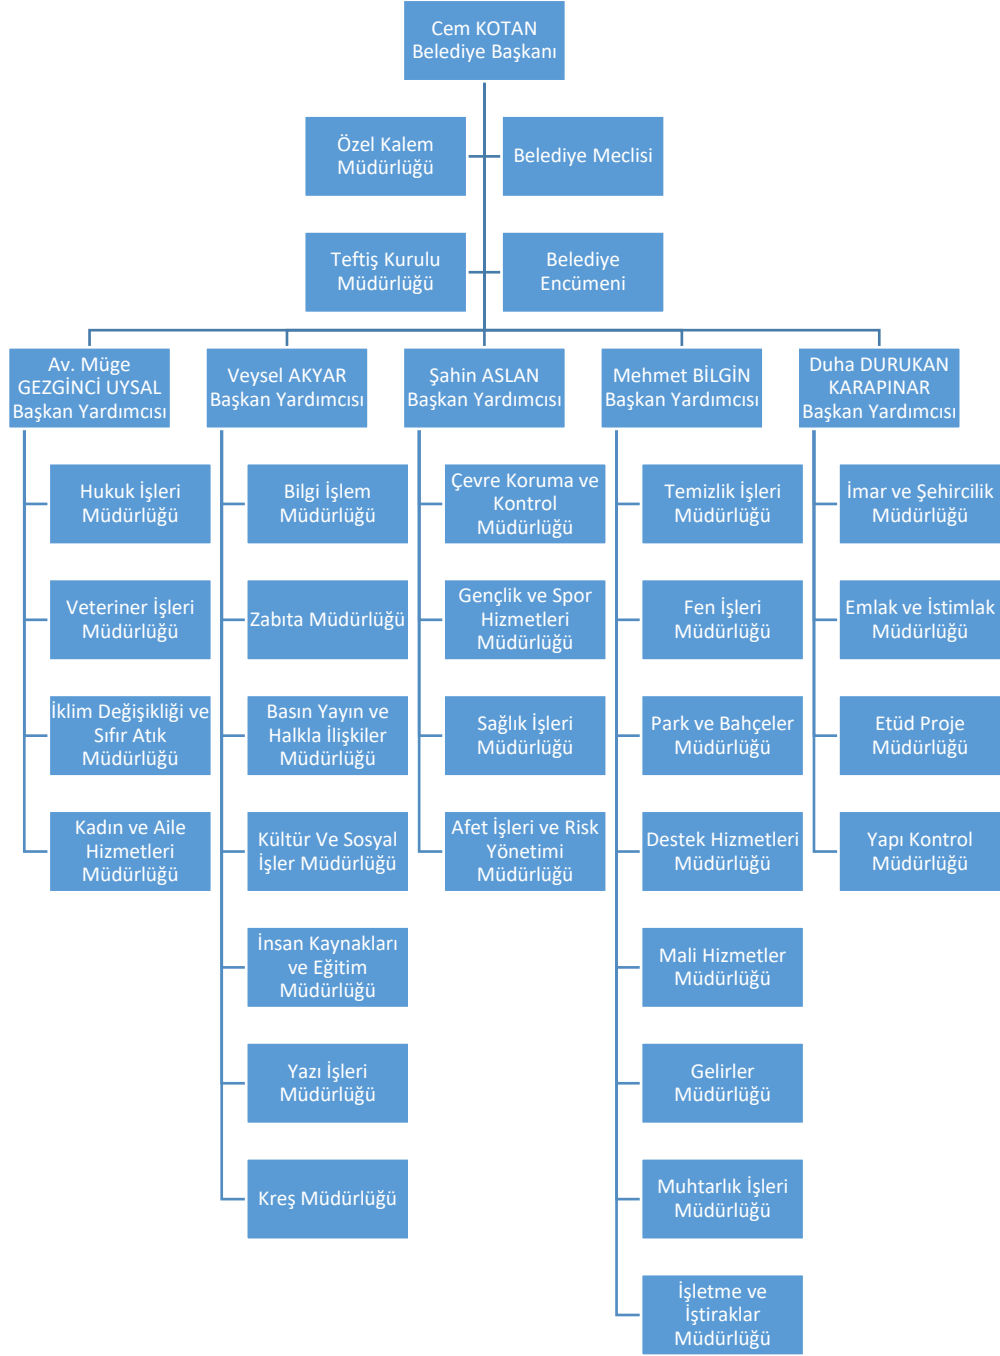 Cem KOTAN
Belediye Başkanı
Özel Kalem
Müdürlüğü
Belediye Meclisi
Teftiş Kurulu
Müdürlüğü
Belediye
Encümeni
Av. Müge
GEZGİNCİ UYSAL
Başkan Yardımcısı
Veysel AKYAR
Başkan Yardımcısı
Şahin ASLAN
Başkan Yardımcısı
Mehmet BİLGİN
Başkan Yardımcısı
Duha DURUKAN
KARAPINAR
Başkan Yardımcısı
Hukuk İşleri
Müdürlüğü
Veteriner İşleri
Müdürlüğü
İklim Değişikliği ve
Sıfır Atık
Müdürlüğü
Kadın ve Aile
Hizmetleri
Müdürlüğü
Bilgi İşlem
Müdürlüğü
Zabıta Müdürlüğü
Basın Yayın ve
Halkla İlişkiler
Müdürlüğü
Kültür Ve Sosyal
İşler Müdürlüğü
İnsan Kaynakları
ve Eğitim
Müdürlüğü
Yazı İşleri
Müdürlüğü
Kreş Müdürlüğü
Çevre Koruma ve
Kontrol
Müdürlüğü
Gençlik ve Spor
Hizmetleri
Müdürlüğü
Sağlık İşleri
Müdürlüğü
Afet İşleri ve Risk
Yönetimi
Müdürlüğü
Temizlik İşleri
Müdürlüğü
Fen İşleri
Müdürlüğü
Park ve Bahçeler
Müdürlüğü
Destek Hizmetleri
Müdürlüğü
Mali Hizmetler
Müdürlüğü
Gelirler
Müdürlüğü
Muhtarlık İşleri
Müdürlüğü
İşletme ve
İştiraklar
Müdürlüğü
İmar ve Şehircilik
Müdürlüğü
Emlak ve İstimlak
Müdürlüğü
Etüd Proje
Müdürlüğü
Yapı Kontrol
Müdürlüğü